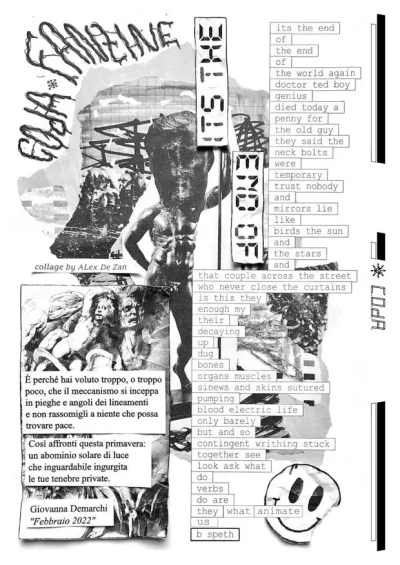 FANZINE
ITS THE
END OF
its the end
of
the end
of
the world again
doctor ted boy
genius
died today a
penny for
the old guy
they said the
neck bolts
were
temporary
trust nobody
and
mirrors lie
like
birds the sun
and
the stars
and
that couple across the street
who never close the curtains
is this they
enough my
their
decaying
up
dug
bones
organs muscles
sinews and skins sutured
pumping
blood electric life
only barely
but and so
contingent writhing stuck
together see
look ask what
do
verbs
do are
they what animate
us
b speth
collage by ALex De Zan
È perché hai voluto troppo, o troppo
poco, che il meccanismo si inceppa
in pieghe e angoli dei lineamenti
e non rassomigli a niente che possa
trovare pace.
Così affronti questa primavera:
un abominio solare di luce
che inguardabile ingurgita
le tue tenebre private.
Giovanna Demarchi
"Febbraio 2022"